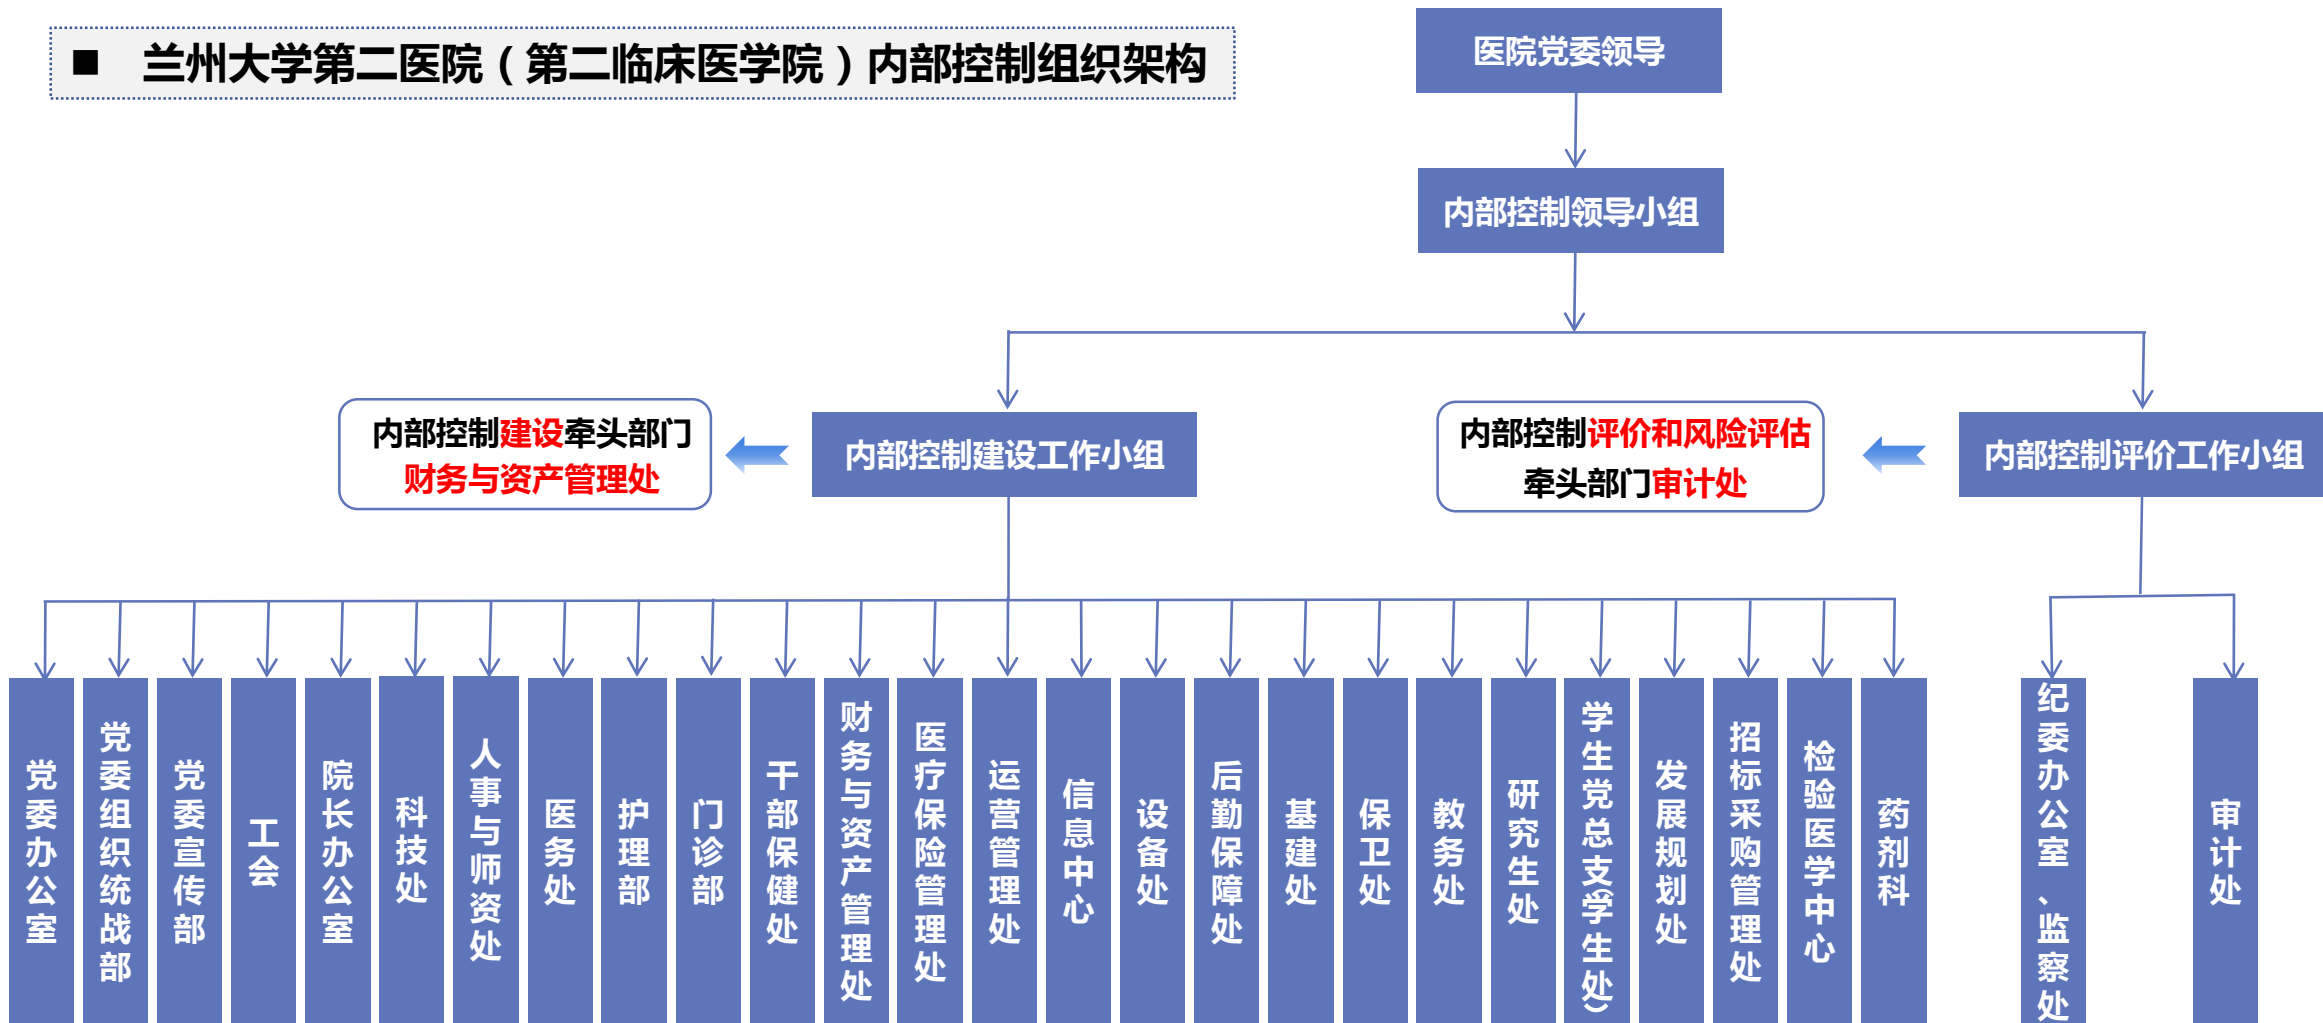 ■ 兰州大学第二医院（第二临床医学院）内部控制组织架构
医院党委领导
内部控制领导小组
内部控制建设牵头部门
财务与资产管理处
内部控制建设工作小组
内部控制评价和风险评估
牵头部门审计处
内部控制评价工作小组
党委办公室
党委组织统战部
党委宣传部
工会
院长办公室
科技处
人事与师资处
医务处
护理部
门诊部
干部保健处
财务与资产管理处
医疗保险管理处
运营管理处
信息中心
设备处
后勤保障处
基建处
保卫处
教务处
研究生处
学生党总支（学生处）
发展规划处
招标采购管理处
检验医学中心
药剂科
纪委办公室、监察处
审计处